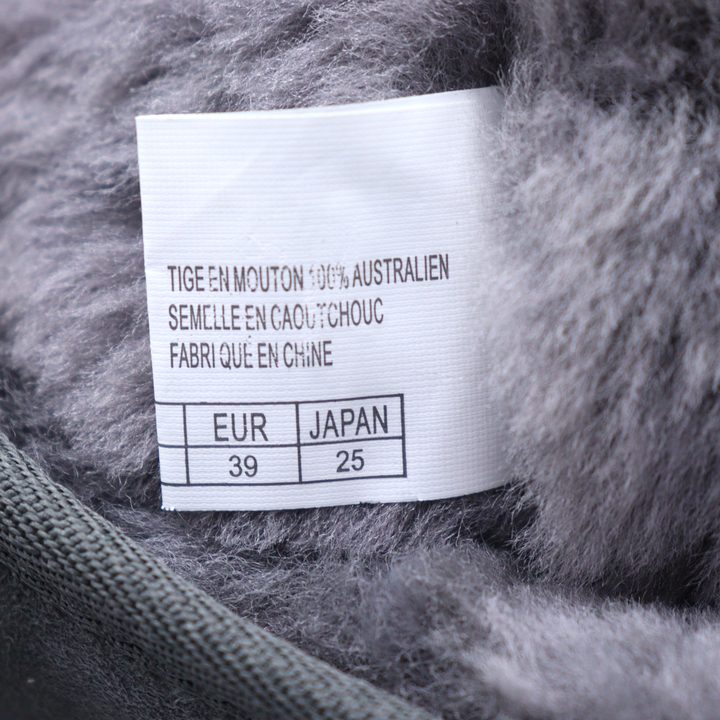 TIGE EN MOUTON 100% AUSTRALIEN
SEMELLE EN CAOUTCHOUC
FABRIQUÉ EN CHINE
EUR JAPAN
39 25